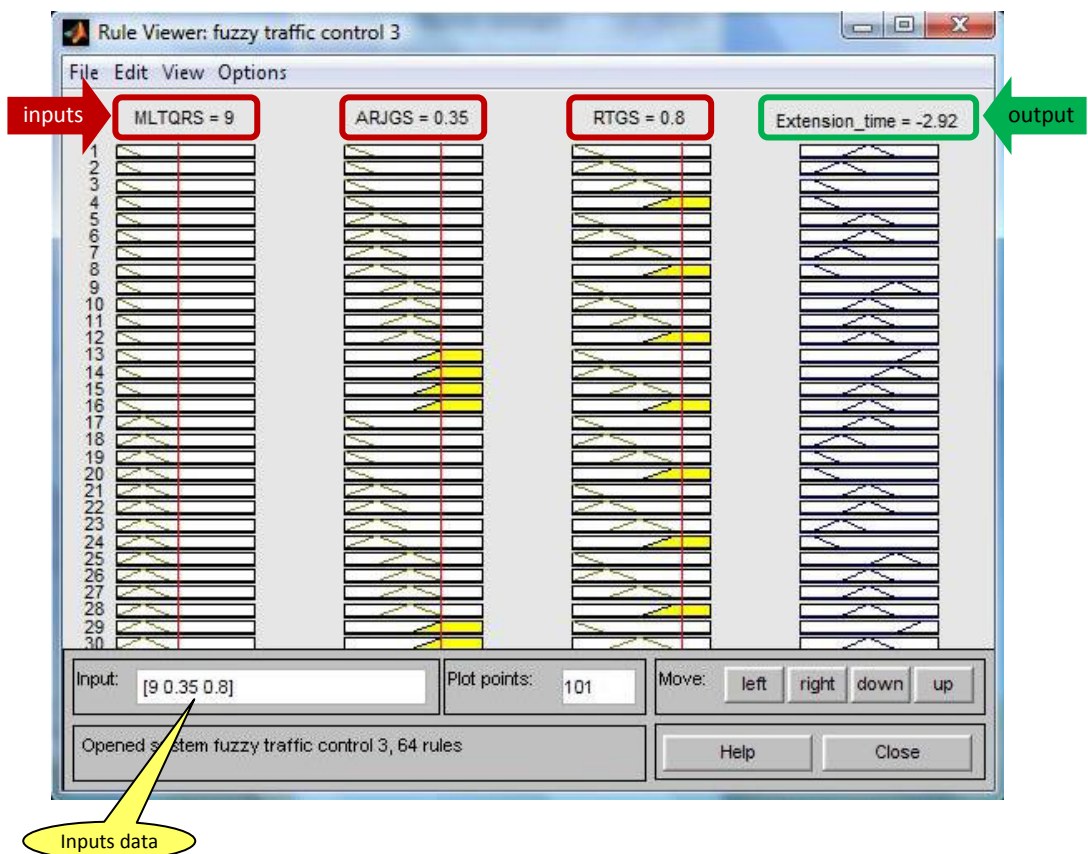 Rule Viewer: fuzzy traffic control 3
File Edit View Options
inputs
MLTQRS = 9
ARJGS = 0.35
RTGS = 0.8
Extension_time = -2.92
output
1
2
3
4
5
6
7
8
9
10
11
12
13
14
15
16
17
18
19
20
21
22
23
24
25
26
27
28
29
30
Input:
[9 0.35 0.8]
Plot points:
101
Move:
left
right
down
up
Opened system fuzzy traffic control 3, 64 rules
Help
Close
Inputs data